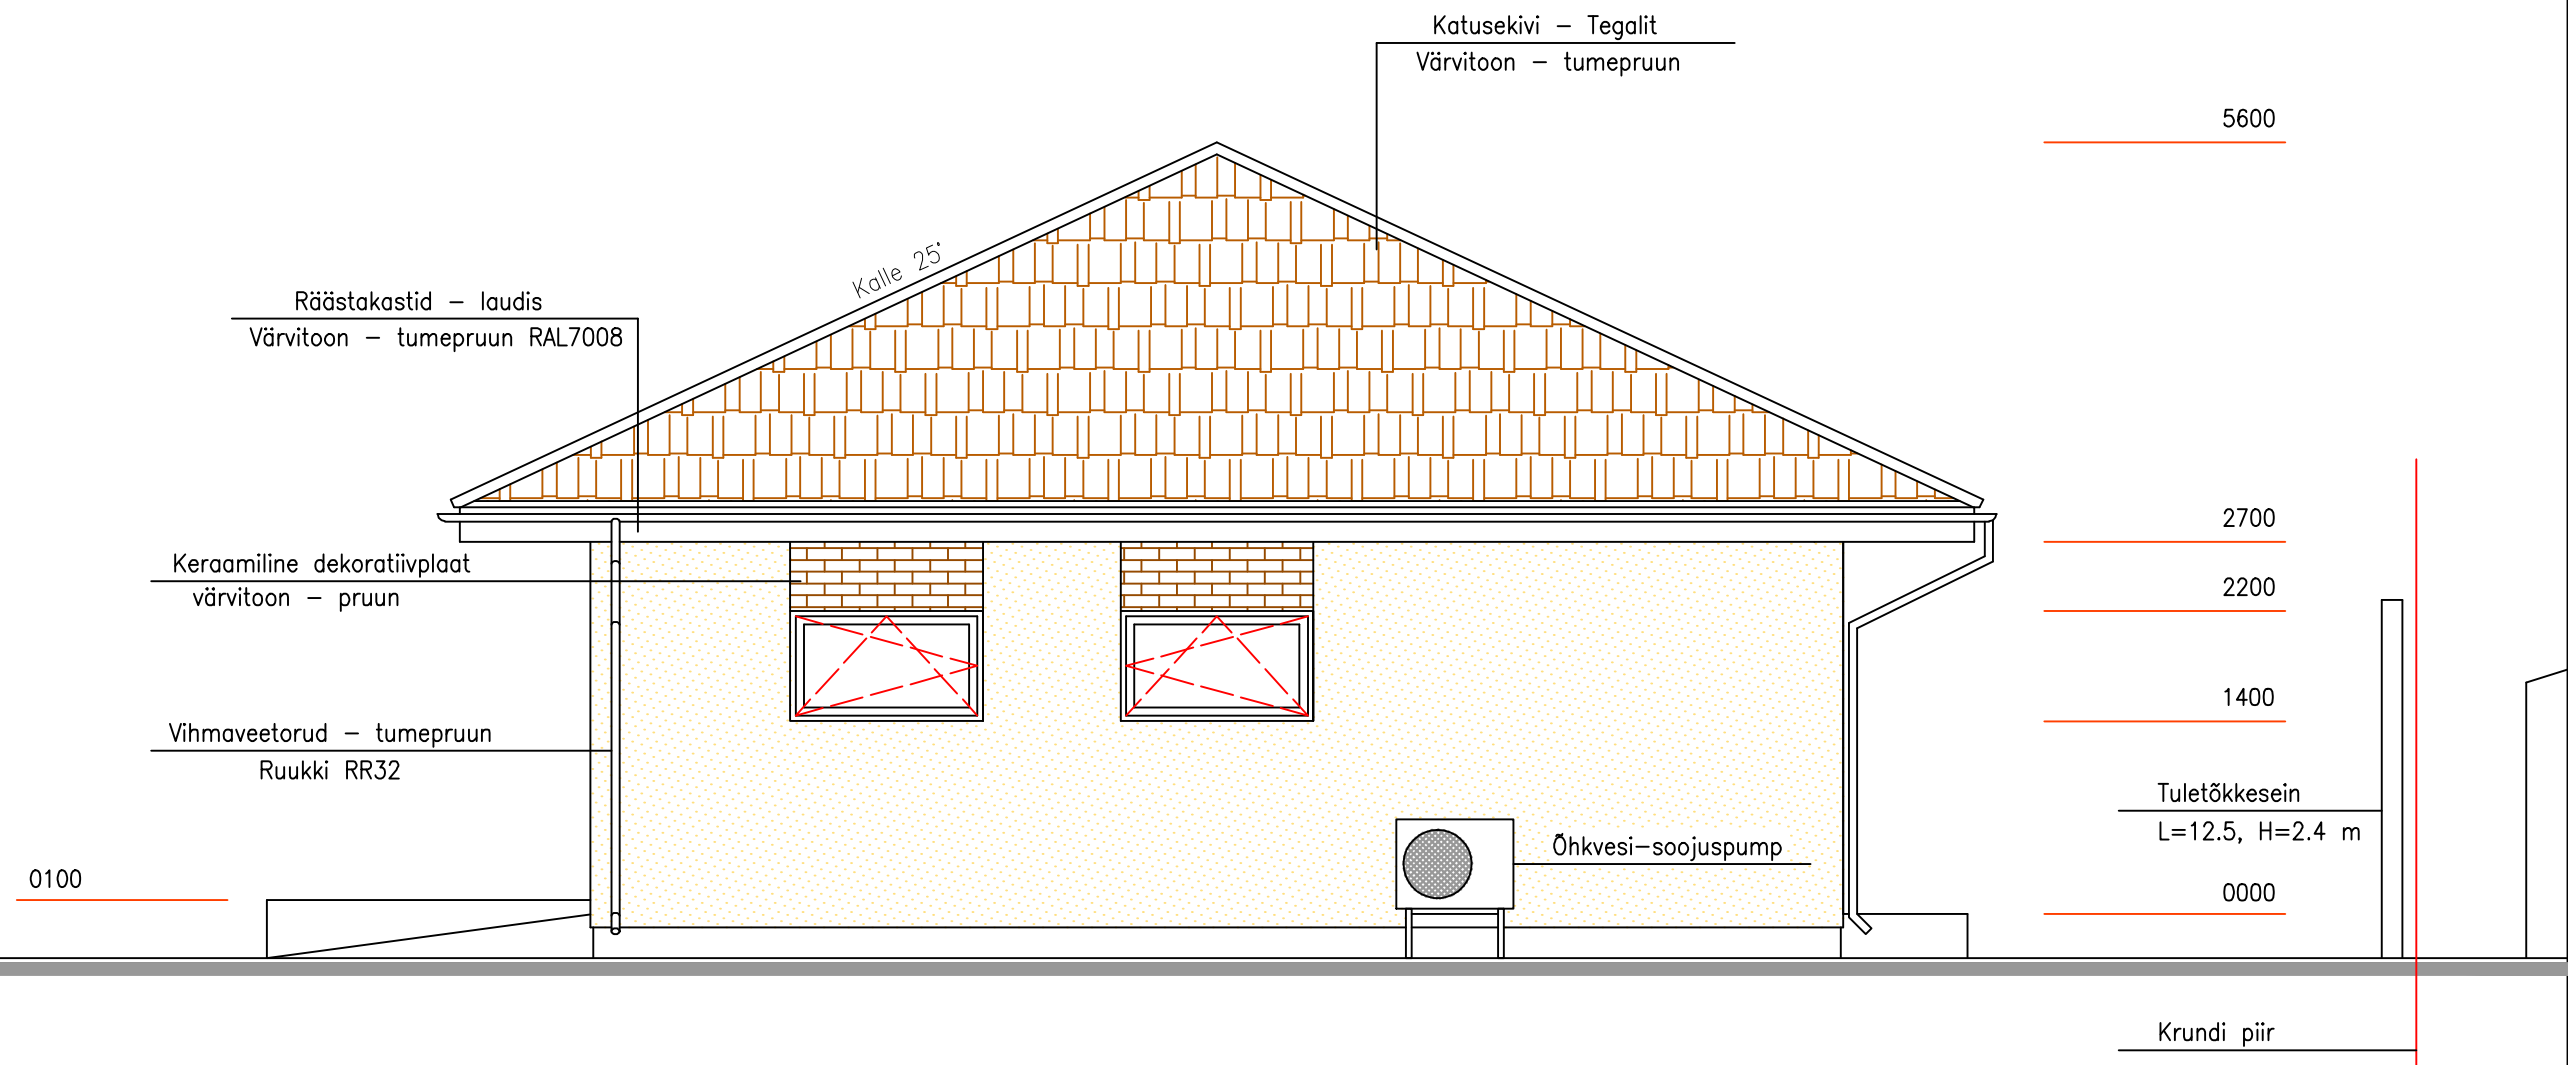 Katusekivi – Tegalit
Värvitoon – tumepruun
5600
Kalle 25°
Räästakastid – laudis
Värvitoon – tumepruun RAL7008
2700
Keraamiline dekoratiivplaat
värvitoon – pruun
2200
1400
Vihmaveetorud – tumepruun
Ruukki RR32
Tuletõkkesein
L=12.5, H=2.4 m
Õhkvesi–soojuspump
0100
0000
Krundi piir